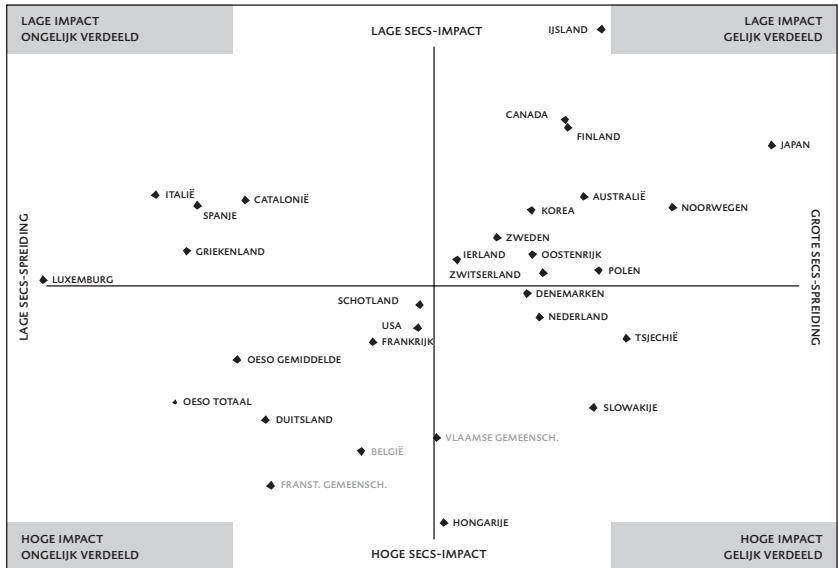 LAGE IMPACT
ONGELIJK VERDEELD
LAGE SECS-IMPACT
IJSLAND
LAGE IMPACT
GELIJK VERDEELD
CANADA
FINLAND
JAPAN
ITALIË
CATALONIË
SPANJE
AUSTRALIË
KOREA
NOORWEGEN
ZWEDEN
GRIEKENLAND
IERLAND
OOSTENRIJK
ZWITSERLAND
POLEN
LUXEMBURG
LAGE SECS-SPREIDING
GROTE SECS-SPREIDING
DENEMARKEN
SCHOTLAND
NEDERLAND
USA
TSJECHIË
FRANKRIJK
OESO GEMIDDELDE
OESO TOTAAL
SLOWAKIJE
DUITSLAND
VLAAMSE GEMEENSCH.
BELGIË
FRANST. GEMEENSCH.
HONGARIJE
HOGE IMPACT
ONGELIJK VERDEELD
HOGE SECS-IMPACT
HOGE IMPACT
GELIJK VERDEELD